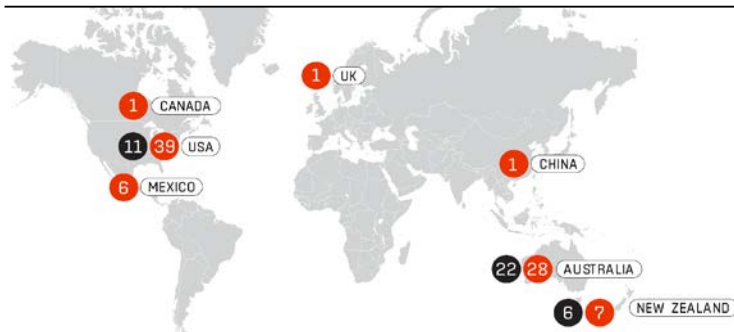 1 UK
1 CANADA
11 39 USA
1 CHINA
6 MEXICO
22 28 AUSTRALIA
6 7 NEW ZEALAND